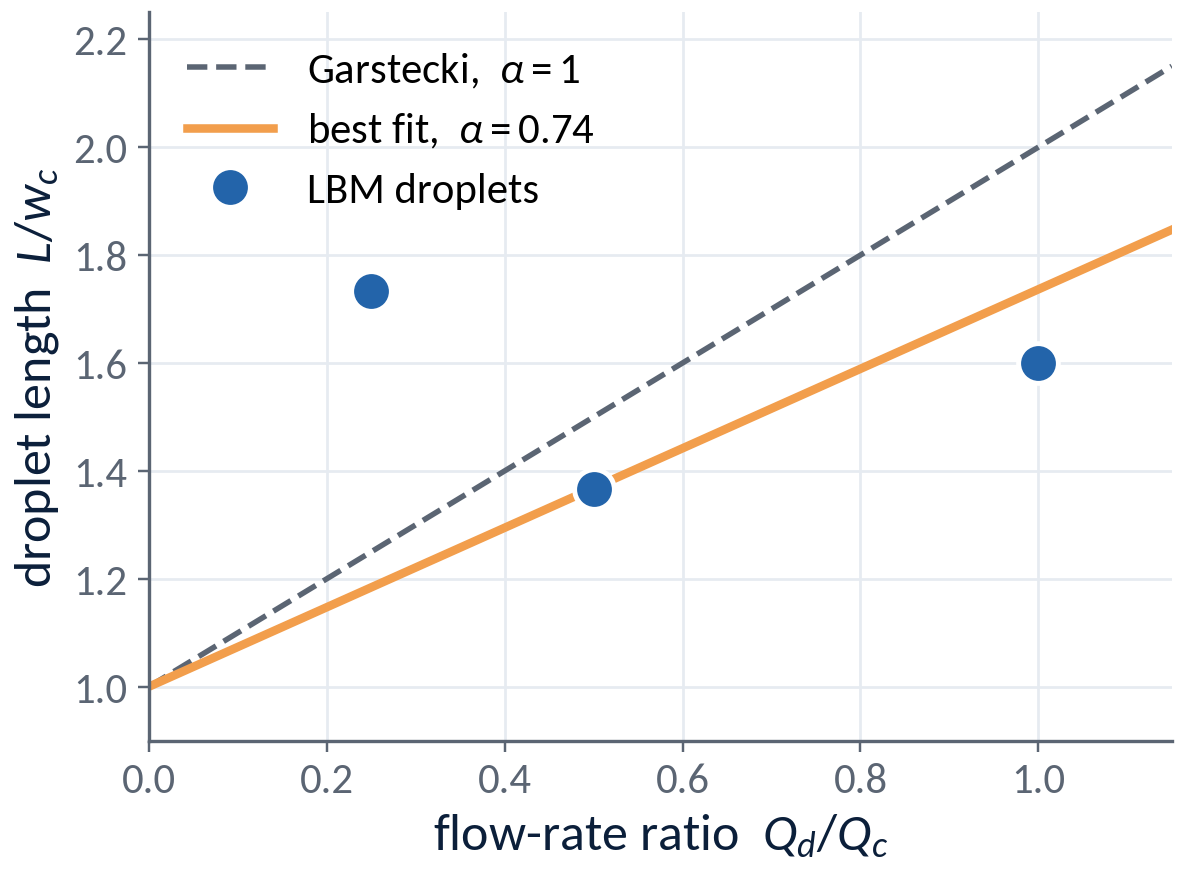 2.2
2.0
1.8
1.6
1.4
1.2
1.0
droplet length L/w_c
Garstecki, α = 1
best fit, α = 0.74
LBM droplets
0.0 0.2 0.4 0.6 0.8 1.0
flow-rate ratio Q_d/Q_c